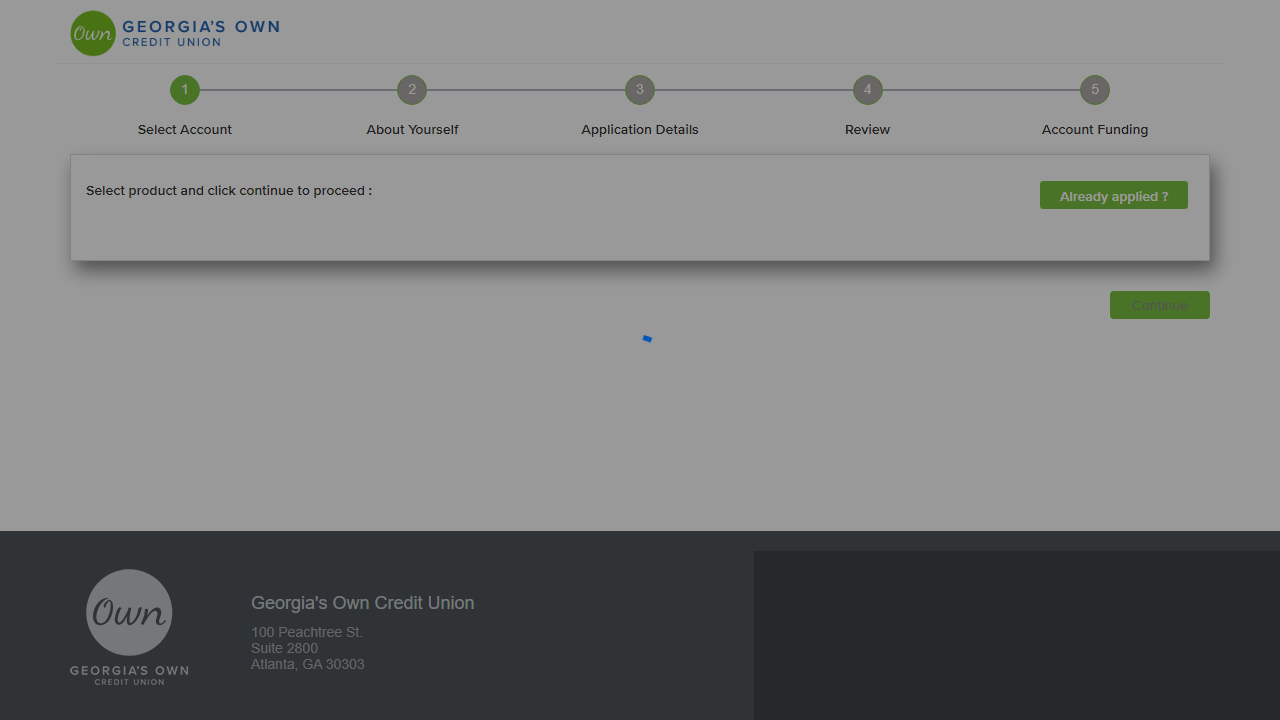 Own
GEORGIA'S OWN
CREDIT UNION
1
2
3
4
5
Select Account
About Yourself
Application Details
Review
Account Funding
Select product and click continue to proceed :
Already applied ?
Continue
Own
GEORGIA'S OWN
CREDIT UNION
Georgia's Own Credit Union
100 Peachtree St.
Suite 2800
Atlanta, GA 30303